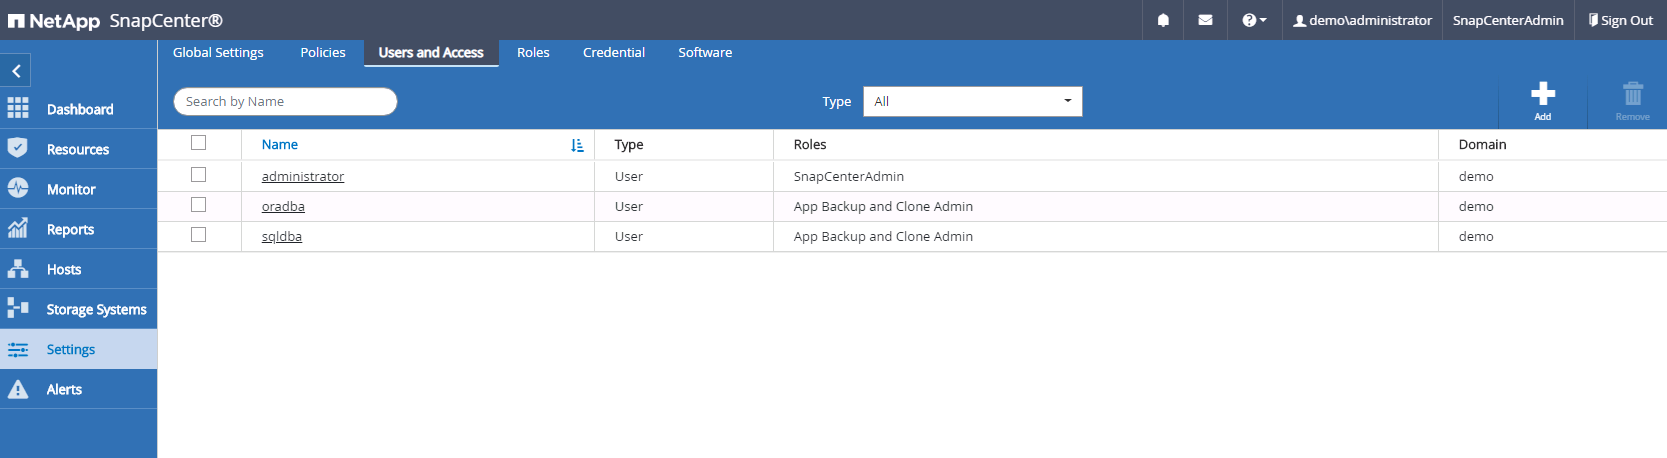 NetApp SnapCenter® demo\administrator SnapCenterAdmin Sign Out
Global Settings Policies Users and Access Roles Credential Software
Search by Name Type All Add Remove
Dashboard
Resources
Monitor
Reports
Hosts
Storage Systems
Settings
Alerts
Name Type Roles Domain
administrator User SnapCenterAdmin demo
oradba User App Backup and Clone Admin demo
sqldba User App Backup and Clone Admin demo